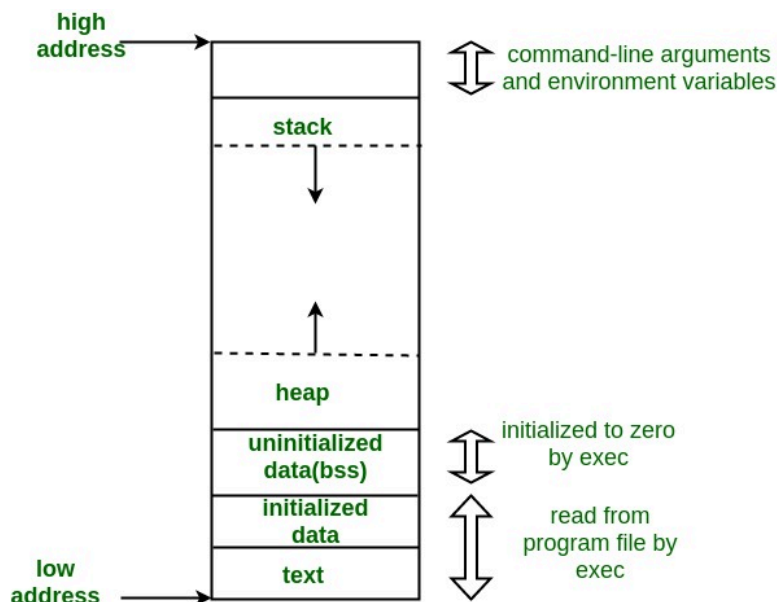 high
address
command-line arguments
and environment variables
stack
heap
uninitialized
data(bss)
initialized to zero
by exec
initialized
data
read from
program file by
exec
low
address
text